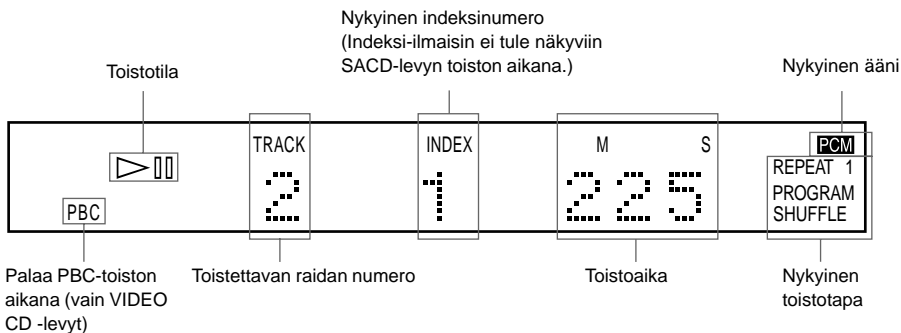 Nykyinen indeksinumero
(Indeksi-ilmaisin ei tule näkyviin
SACD-levyn toiston aikana.)
Toistotila
Nykyinen ääni
TRACK INDEX M S PCM
REPEAT 1
2 1 2 25 PROGRAM
SHUFFLE
PBC
Palaa PBC-toiston
aikana (vain VIDEO
CD -levyt)
Toistettavan raidan numero
Toistoaika
Nykyinen
toistotapa